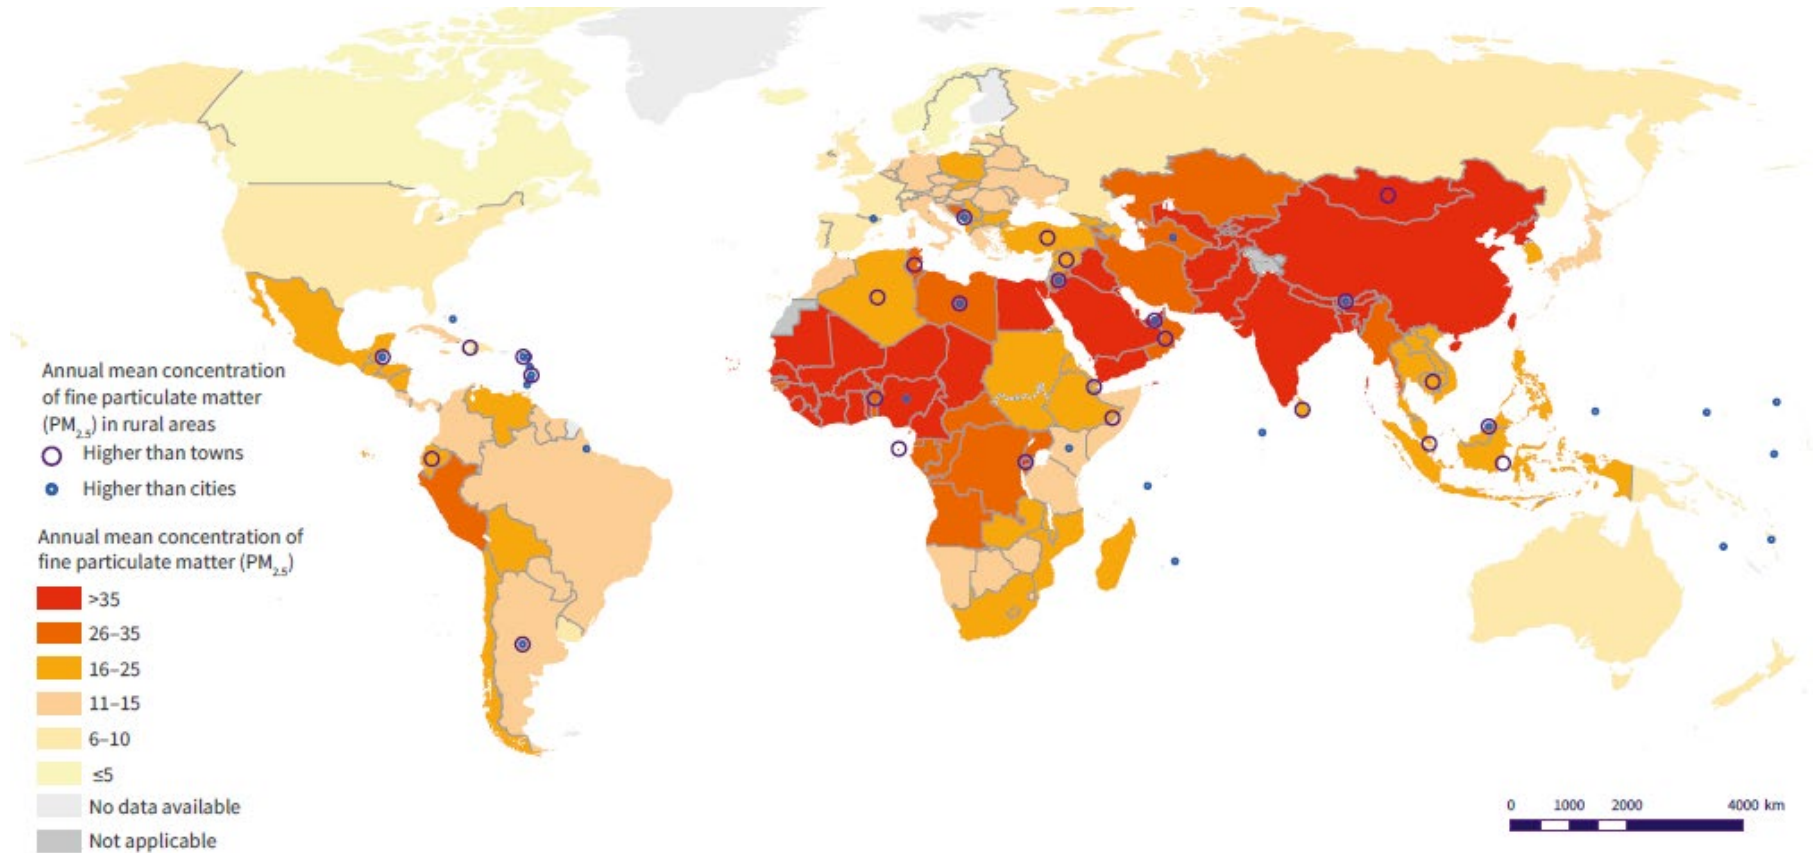 Annual mean concentration
of fine particulate matter
(PM2.5) in rural areas
Higher than towns
Higher than cities
Annual mean concentration of
fine particulate matter (PM2.5)
>35
26–35
16–25
11–15
6–10
≤5
No data available
Not applicable
0 1000 2000 4000 km